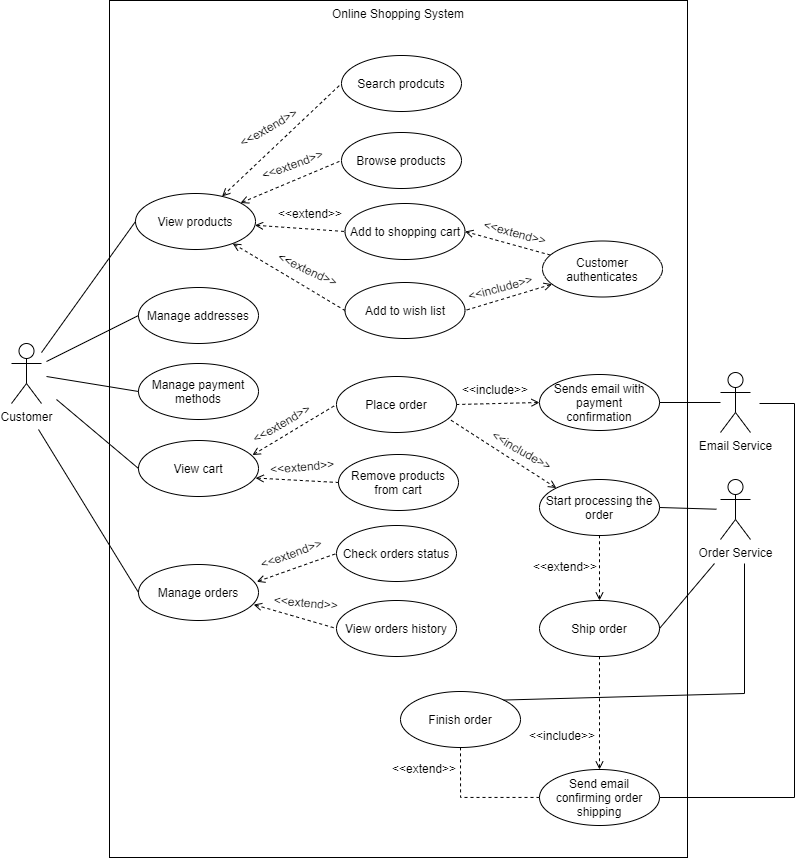 Online Shopping System
Search prodcuts
<<extend>>
Browse products
<<extend>>
View products
<<extend>>
Add to shopping cart
<<extend>>
Customer
authenticates
<<extend>>
<<include>>
Add to wish list
Manage addresses
Customer
Manage payment
methods
Place order
<<include>>
Sends email with
payment
confirmation
Email Service
<<extend>>
<<include>>
View cart
<<extend>>
Remove products
from cart
Start processing the
order
Order Service
<<extend>>
Check orders status
<<extend>>
Manage orders
<<extend>>
View orders history
Ship order
Finish order
<<include>>
<<extend>>
Send email
confirming order
shipping